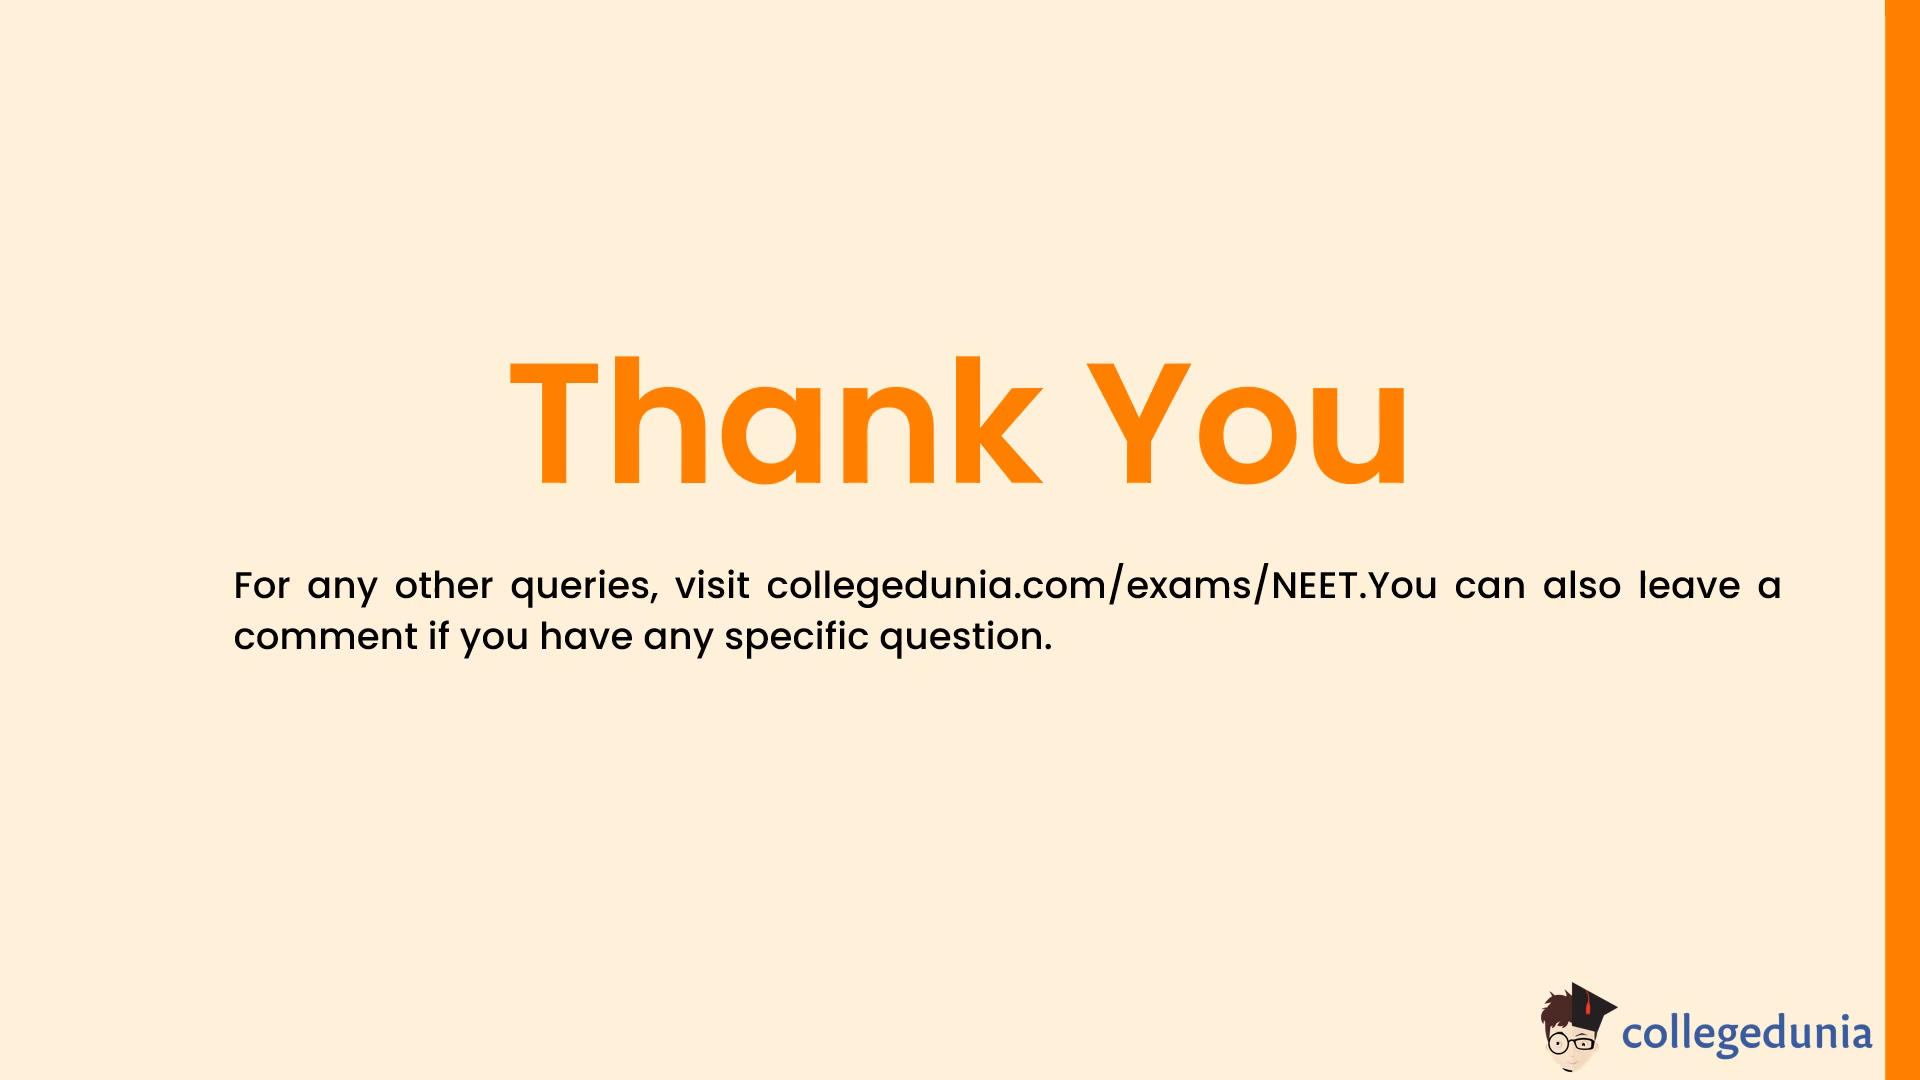 Thank You
For any other queries, visit collegedunia.com/exams/NEET.You can also leave a
comment if you have any specific question.
collegedunia